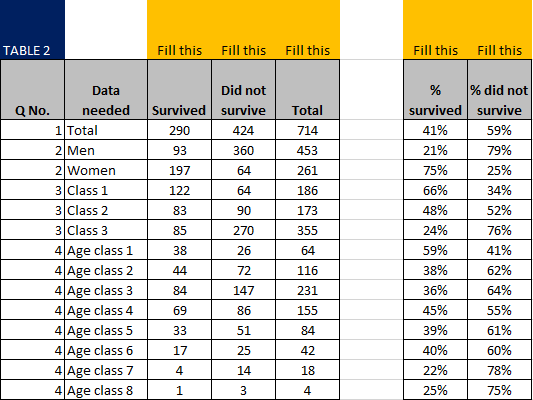 TABLE 2 Fill this Fill this Fill this Fill this Fill this
Q No. Data needed Survived Did not survive Total % survived % did not survive
1 Total 290 424 714 41% 59%
2 Men 93 360 453 21% 79%
2 Women 197 64 261 75% 25%
3 Class 1 122 64 186 66% 34%
3 Class 2 83 90 173 48% 52%
3 Class 3 85 270 355 24% 76%
4 Age class 1 38 26 64 59% 41%
4 Age class 2 44 72 116 38% 62%
4 Age class 3 84 147 231 36% 64%
4 Age class 4 69 86 155 45% 55%
4 Age class 5 33 51 84 39% 61%
4 Age class 6 17 25 42 40% 60%
4 Age class 7 4 14 18 22% 78%
4 Age class 8 1 3 4 25% 75%